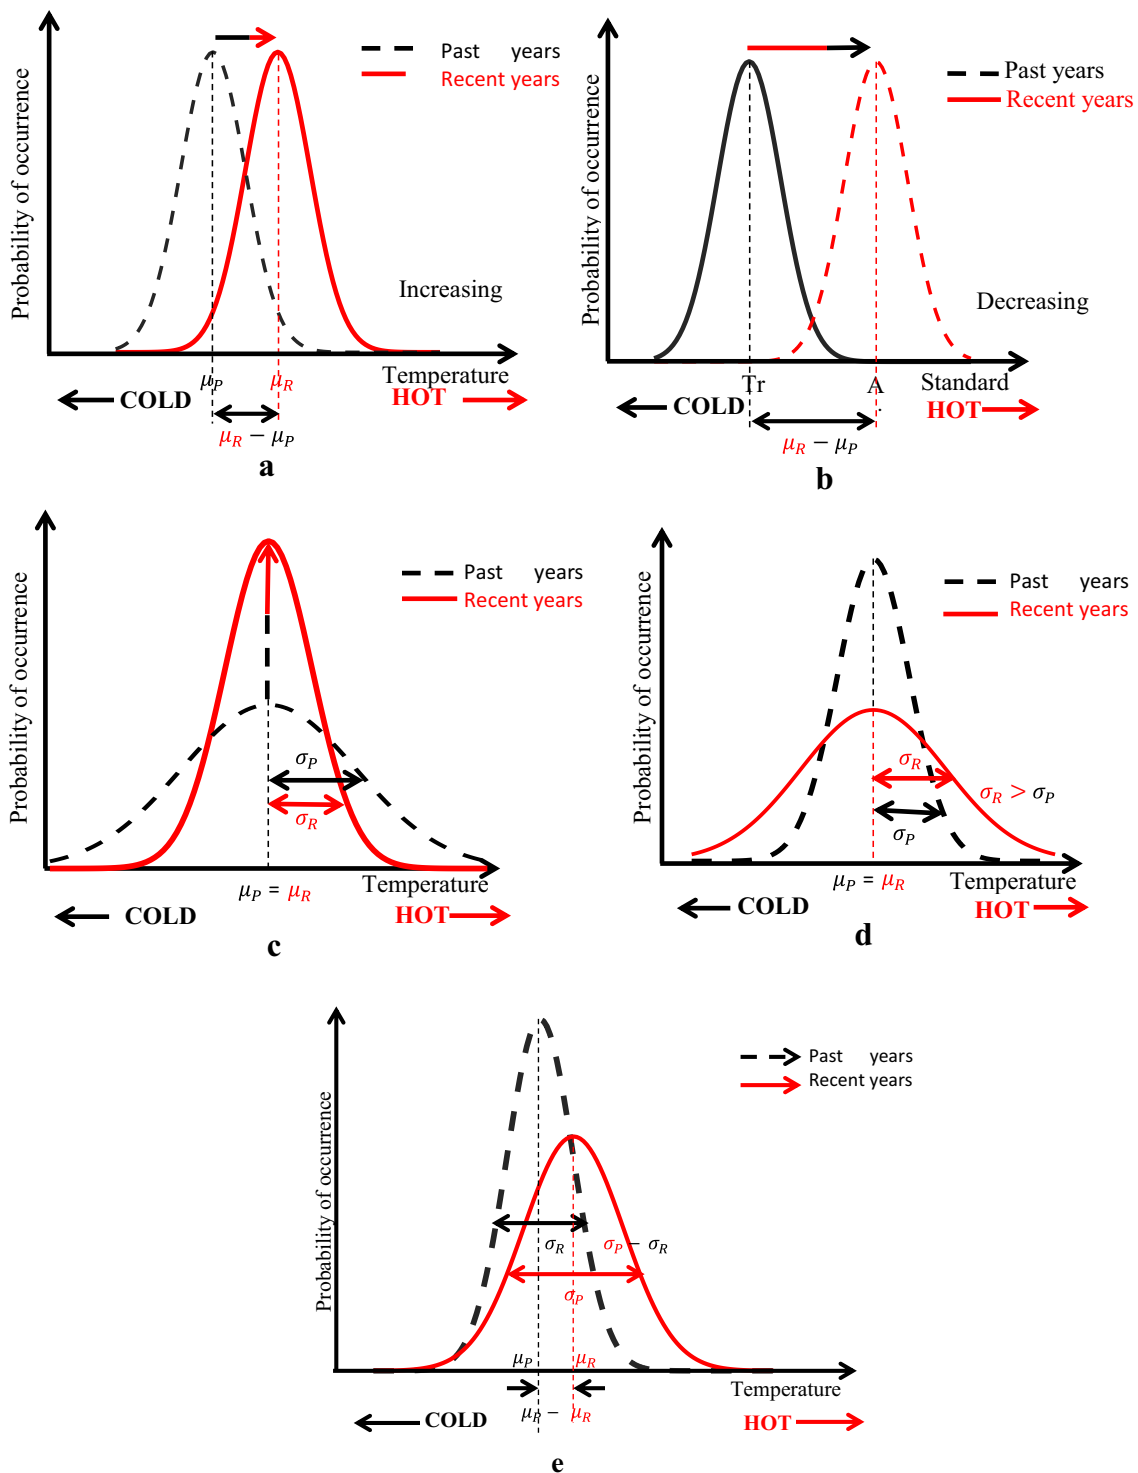 Probability of occurrence
Past years
Recent years
Increasing
Temperature
μP
μR
COLD
HOT
μR − μP
a
Probability of occurrence
Past years
Recent years
Decreasing
Tr
A
Standard
COLD
HOT
μR − μP
b
Probability of occurrence
Past years
Recent years
σP
σR
Temperature
μP = μR
COLD
HOT
c
Probability of occurrence
Past years
Recent years
σR
σR > σP
σP
μP = μR
Temperature
COLD
HOT
d
Probability of occurrence
Past years
Recent years
σR
σP − σR
σP
μP
μR
Temperature
μP − μR
COLD
HOT
e